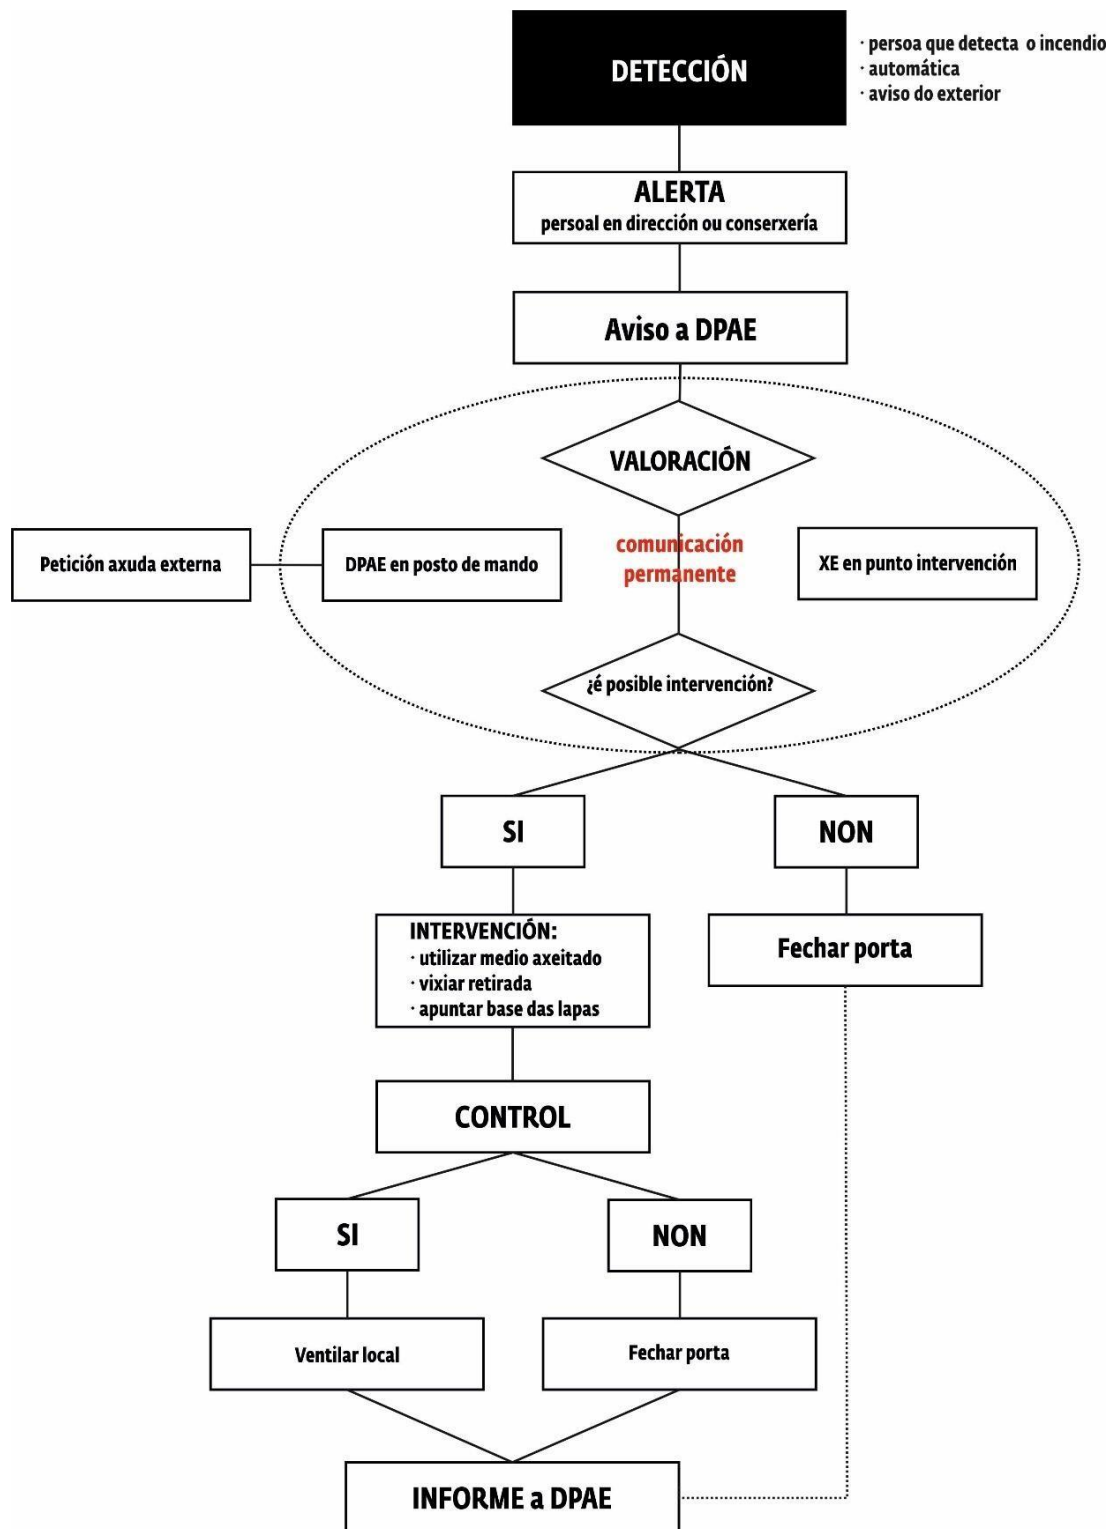 DETECCIÓN
· persoa que detecta o incendio
· automática
· aviso do exterior
ALERTA
persoal en dirección ou conserxería
Aviso a DPAE
VALORACIÓN
Petición axuda externa
DPAE en posto de mando
comunicación
permanente
XE en punto intervención
¿é posible intervención?
SI
NON
INTERVENCIÓN:
· utilizar medio axeitado
· vixiar retirada
· apuntar base das lapas
Fechar porta
CONTROL
SI
NON
Ventilar local
Fechar porta
INFORME a DPAE